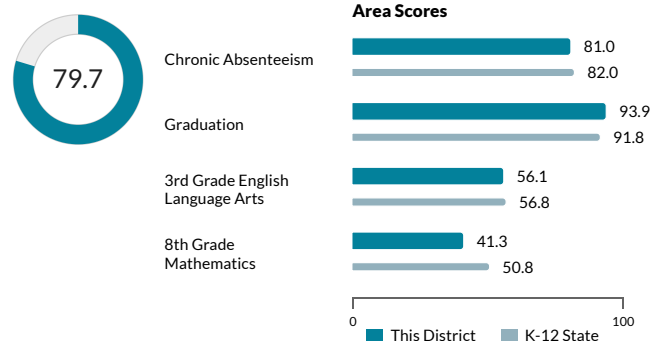 Area Scores
79.7
Chronic Absenteeism
81.0
82.0
Graduation
93.9
91.8
3rd Grade English
Language Arts
56.1
56.8
8th Grade
Mathematics
41.3
50.8
0
100
This District
K-12 State